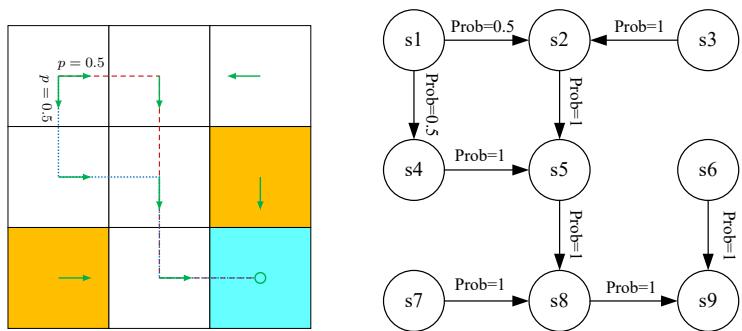 p = 0.5
p = 0.5
s1
Prob=0.5
s2
Prob=1
s3
Prob=0.5
Prob=1
s4
Prob=1
s5
s6
Prob=1
Prob=1
s7
Prob=1
s8
Prob=1
s9